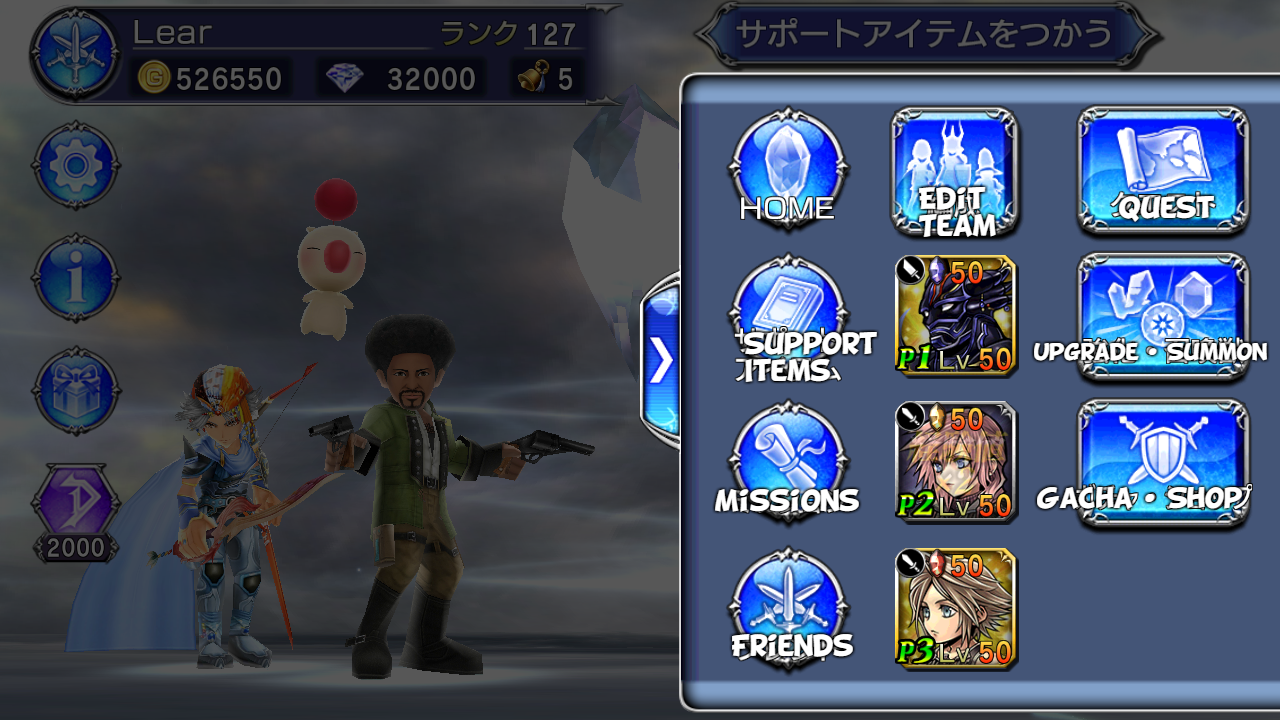 Lear
ランク 127
G 526550
32000
5
サポートアイテムをつかう
2000
HOME
EDIT
TEAM
QUEST
SUPPORT
ITEMS
50
P1 Lv 50
UPGRADE • SUMMON
MISSIONS
50
P2 Lv 50
GACHA • SHOP
FRIENDS
50
P3 Lv 50